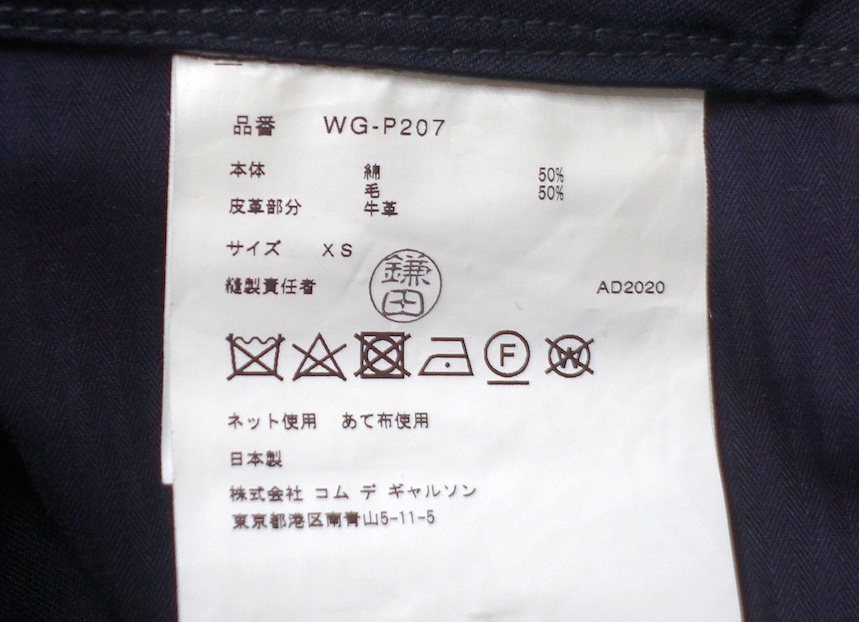 品番 WG-P207
本体 綿 50%
毛 50%
皮革部分 牛革
サイズ XS
縫製責任者 鎌田 AD2020
F W
ネット使用 あて布使用
日本製
株式会社 コム デ ギャルソン
東京都港区南青山5-11-5